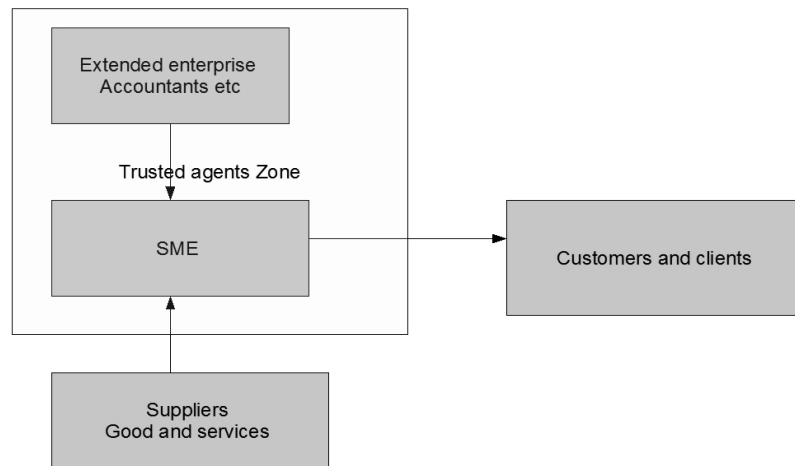 Extended enterprise
Accountants etc
Trusted agents Zone
SME
Customers and clients
Suppliers
Good and services